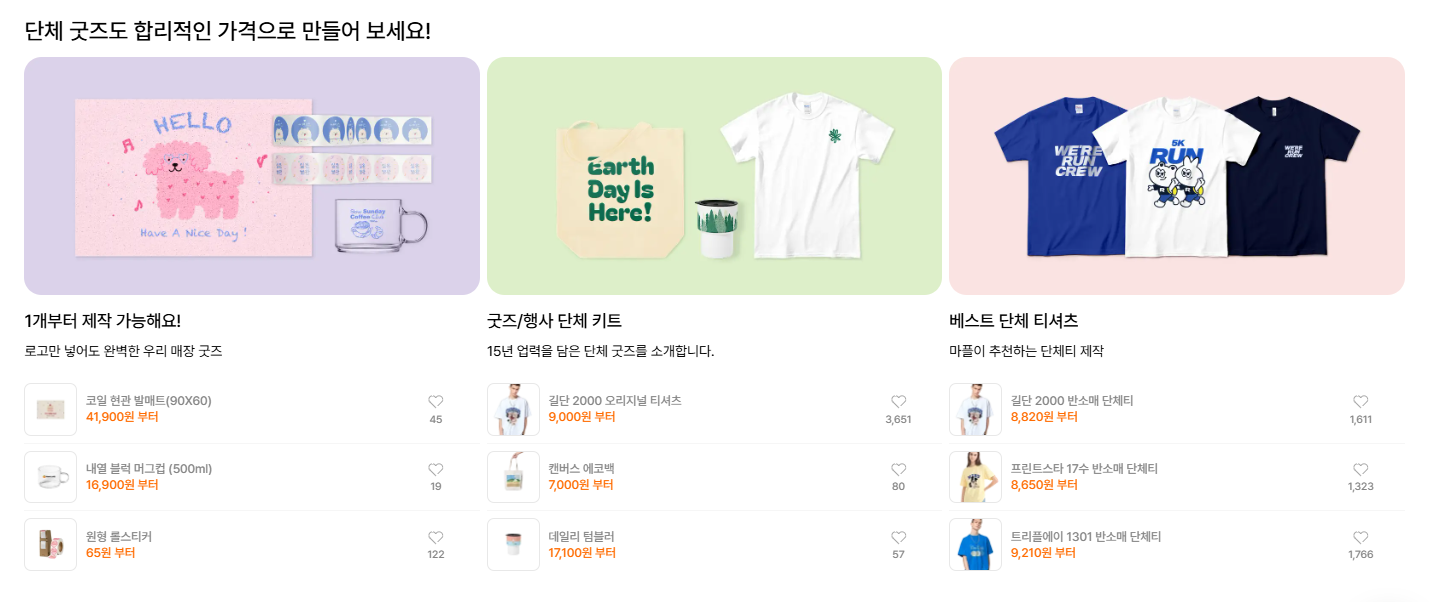 단체 굿즈도 합리적인 가격으로 만들어 보세요!
HELLO
Have A Nice Day !
Sunday
Coffee Club
Earth
Day Is
Here!
WE'RE
RUN
CREW
5K
RUN
WE'RE
RUN
CREW
1개부터 제작 가능해요!
로고만 넣어도 완벽한 우리 매장 굿즈
코일 현관 발매트(90X60)
41,900원 부터
45
내열 블럭 머그컵 (500ml)
16,900원 부터
19
원형 롤스티커
65원 부터
122
굿즈/행사 단체 키트
15년 업력을 담은 단체 굿즈를 소개합니다.
길단 2000 오리지널 티셔츠
9,000원 부터
3,651
캔버스 에코백
7,000원 부터
80
데일리 텀블러
17,100원 부터
57
베스트 단체 티셔츠
마플이 추천하는 단체티 제작
길단 2000 반소매 단체티
8,820원 부터
1,611
프린트스타 17수 반소매 단체티
8,650원 부터
1,323
트리플에이 1301 반소매 단체티
9,210원 부터
1,766